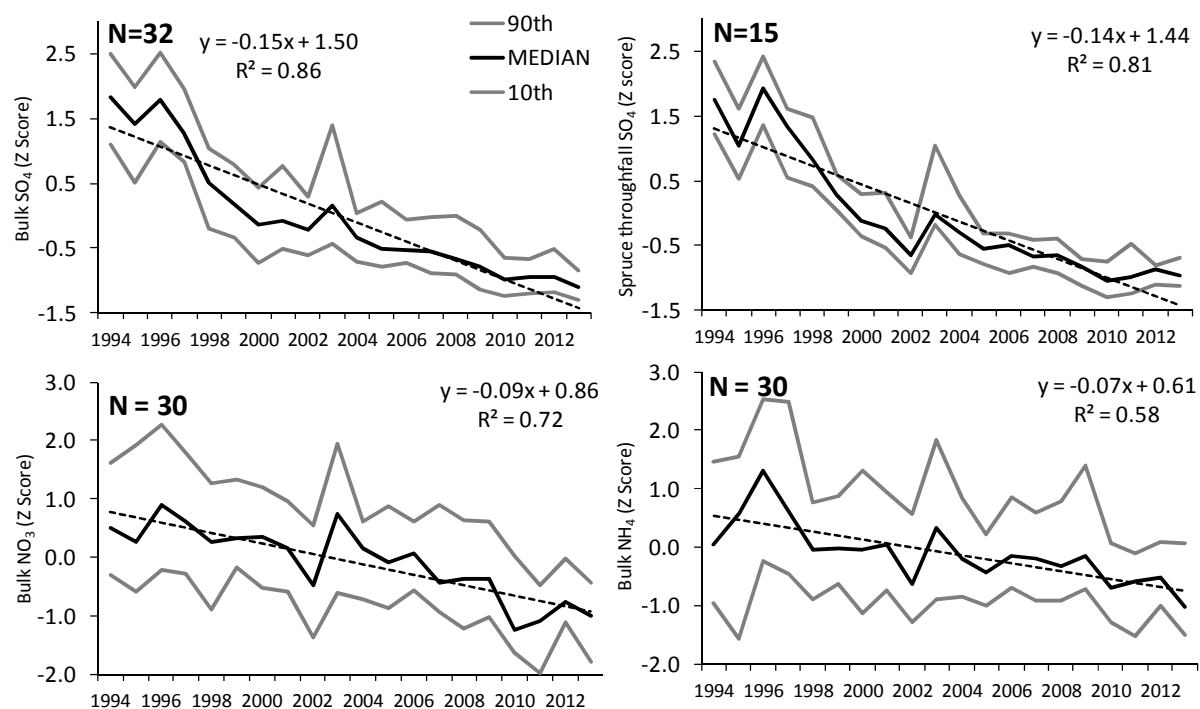 N=32
y = -0.15x + 1.50
R² = 0.86
90th
MEDIAN
10th
Bulk SO₄ (Z Score)
2.5
1.5
0.5
-0.5
-1.5
1994 1996 1998 2000 2002 2004 2006 2008 2010 2012
N=15
y = -0.14x + 1.44
R² = 0.81
Spruce throughfall SO₄ (Z score)
2.5
1.5
0.5
-0.5
-1.5
1994 1996 1998 2000 2002 2004 2006 2008 2010 2012
N = 30
y = -0.09x + 0.86
R² = 0.72
Bulk NO₃ (Z Score)
3.0
2.0
1.0
0.0
-1.0
-2.0
1994 1996 1998 2000 2002 2004 2006 2008 2010 2012
N = 30
y = -0.07x + 0.61
R² = 0.58
Bulk NH₄ (Z Score)
3.0
2.0
1.0
0.0
-1.0
-2.0
1994 1996 1998 2000 2002 2004 2006 2008 2010 2012